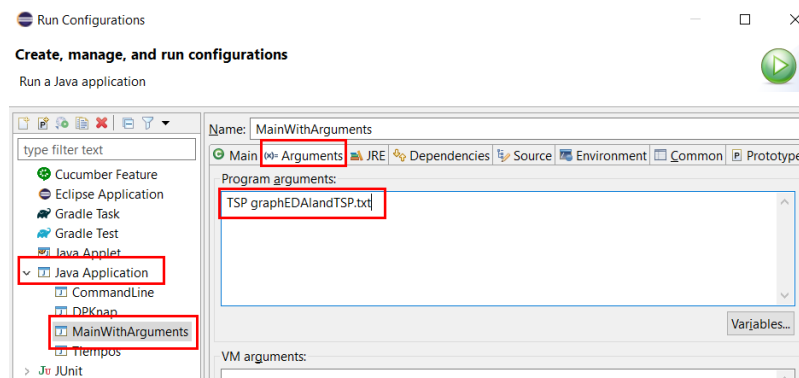 Run Configurations
Create, manage, and run configurations
Run a Java application
type filter text
Cucumber Feature
Eclipse Application
Gradle Task
Gradle Test
Java Applet
Java Application
CommandLine
DPKnap
MainWithArguments
Tiempos
JUnit
Name: MainWithArguments
Main (x)= Arguments JRE Dependencies Source Environment Common Prototype
Program arguments:
TSP graphEDAlandTSP.txt
Variables...
VM arguments: